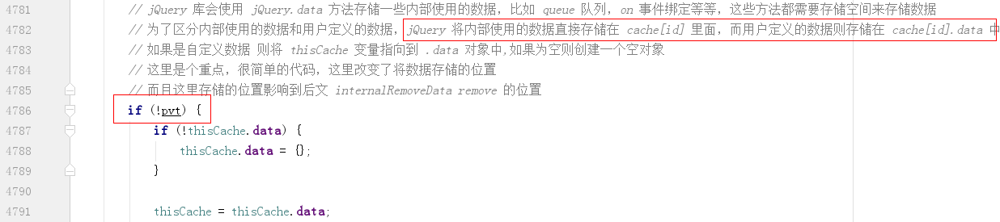 4781 // jQuery 库会使用 jQuery.data 方法存储一些内部使用的数据，比如 queue 队列，on 事件绑定等等，这些方法都需要存储空间来存储数据
4782 // 为了区分内部使用的数据和用户定义的数据，jQuery 将内部使用的数据直接存储在 cache[id] 里面，而用户定义的数据则存储在 cache[id].data 中
4783 // 如果是自定义数据 则将 thisCache 变量指向到 .data 对象中,如果为空则创建一个空对象
4784 // 这里是个重点，很简单的代码，这里改变了将数据存储的位置
4785 // 而且这里存储的位置影响到后文 internalRemoveData remove 的位置
4786 if (!pvt) {
4787 if (!thisCache.data) {
4788 thisCache.data = {};
4789 }
4790
4791 thisCache = thisCache.data;